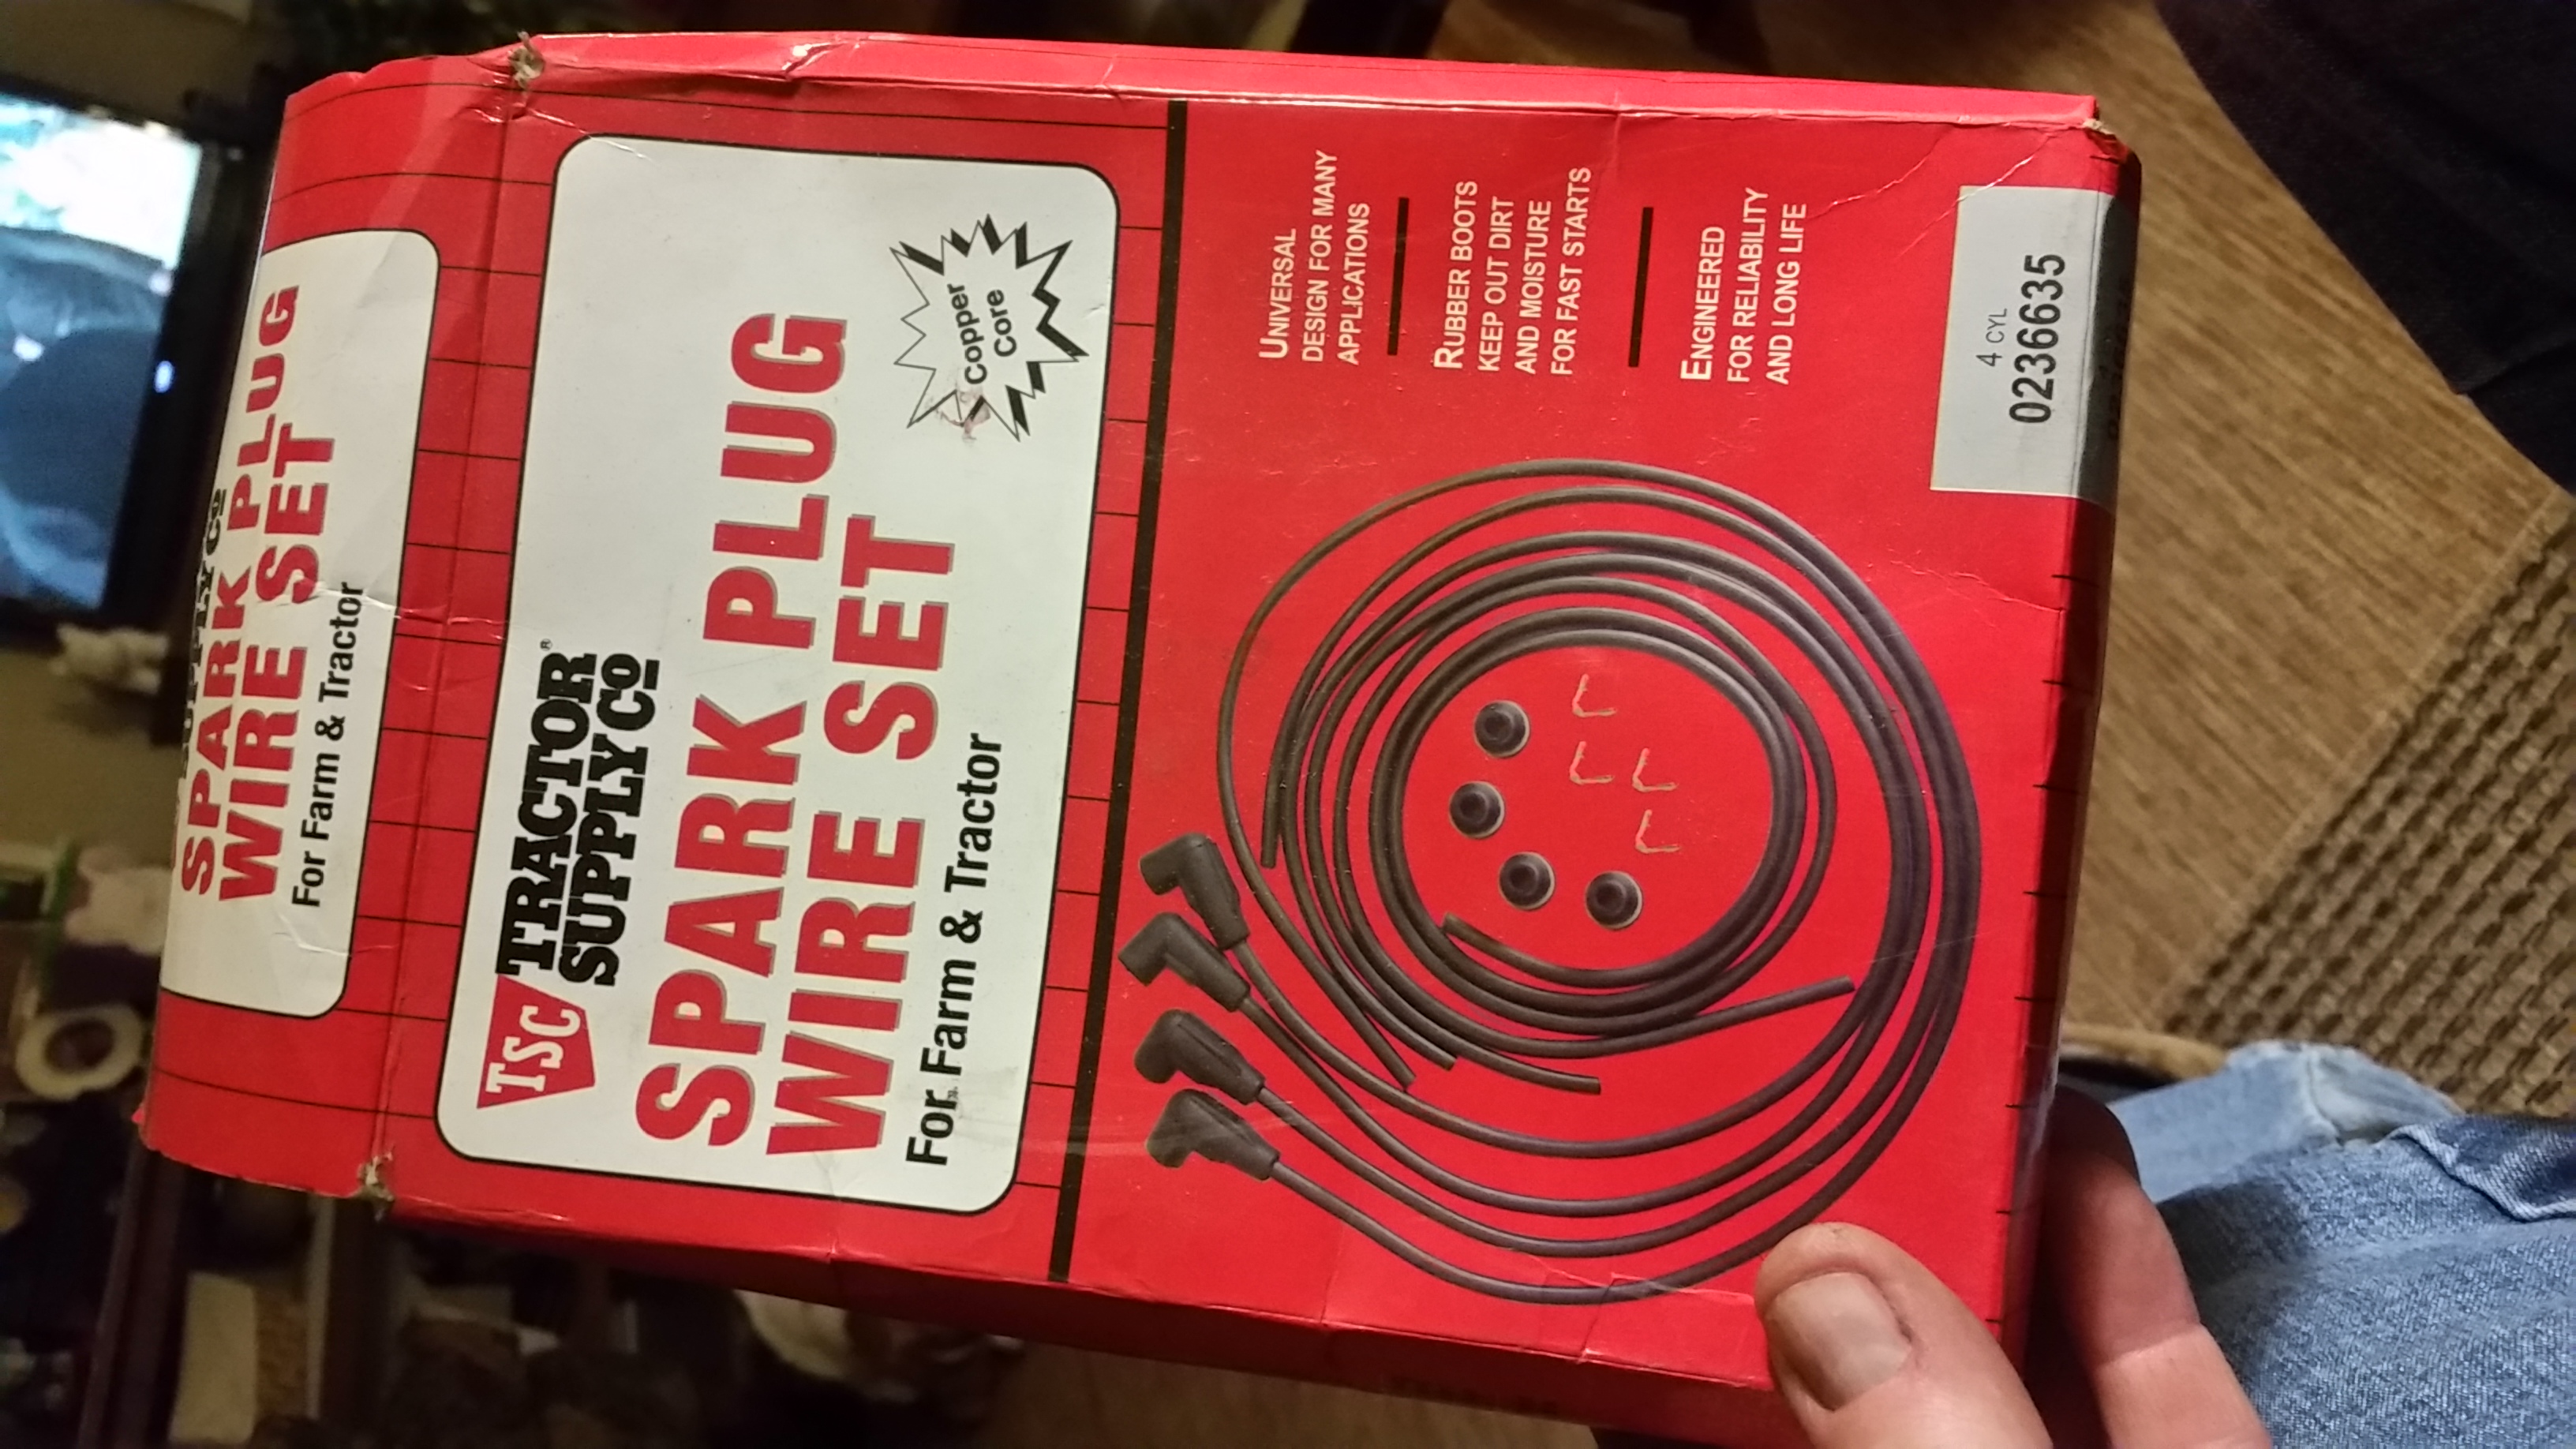 SUPPLY Cº
SPARK PLUG
WIRE SET
For Farm & Tractor
TSC
TRACTOR®
SUPPLY Cº
SPARK PLUG
WIRE SET
For Farm & Tractor
Copper
Core
UNIVERSAL
DESIGN FOR MANY
APPLICATIONS
RUBBER BOOTS
KEEP OUT DIRT
AND MOISTURE
FOR FAST STARTS
ENGINEERED
FOR RELIABILITY
AND LONG LIFE
4 CYL
0236635